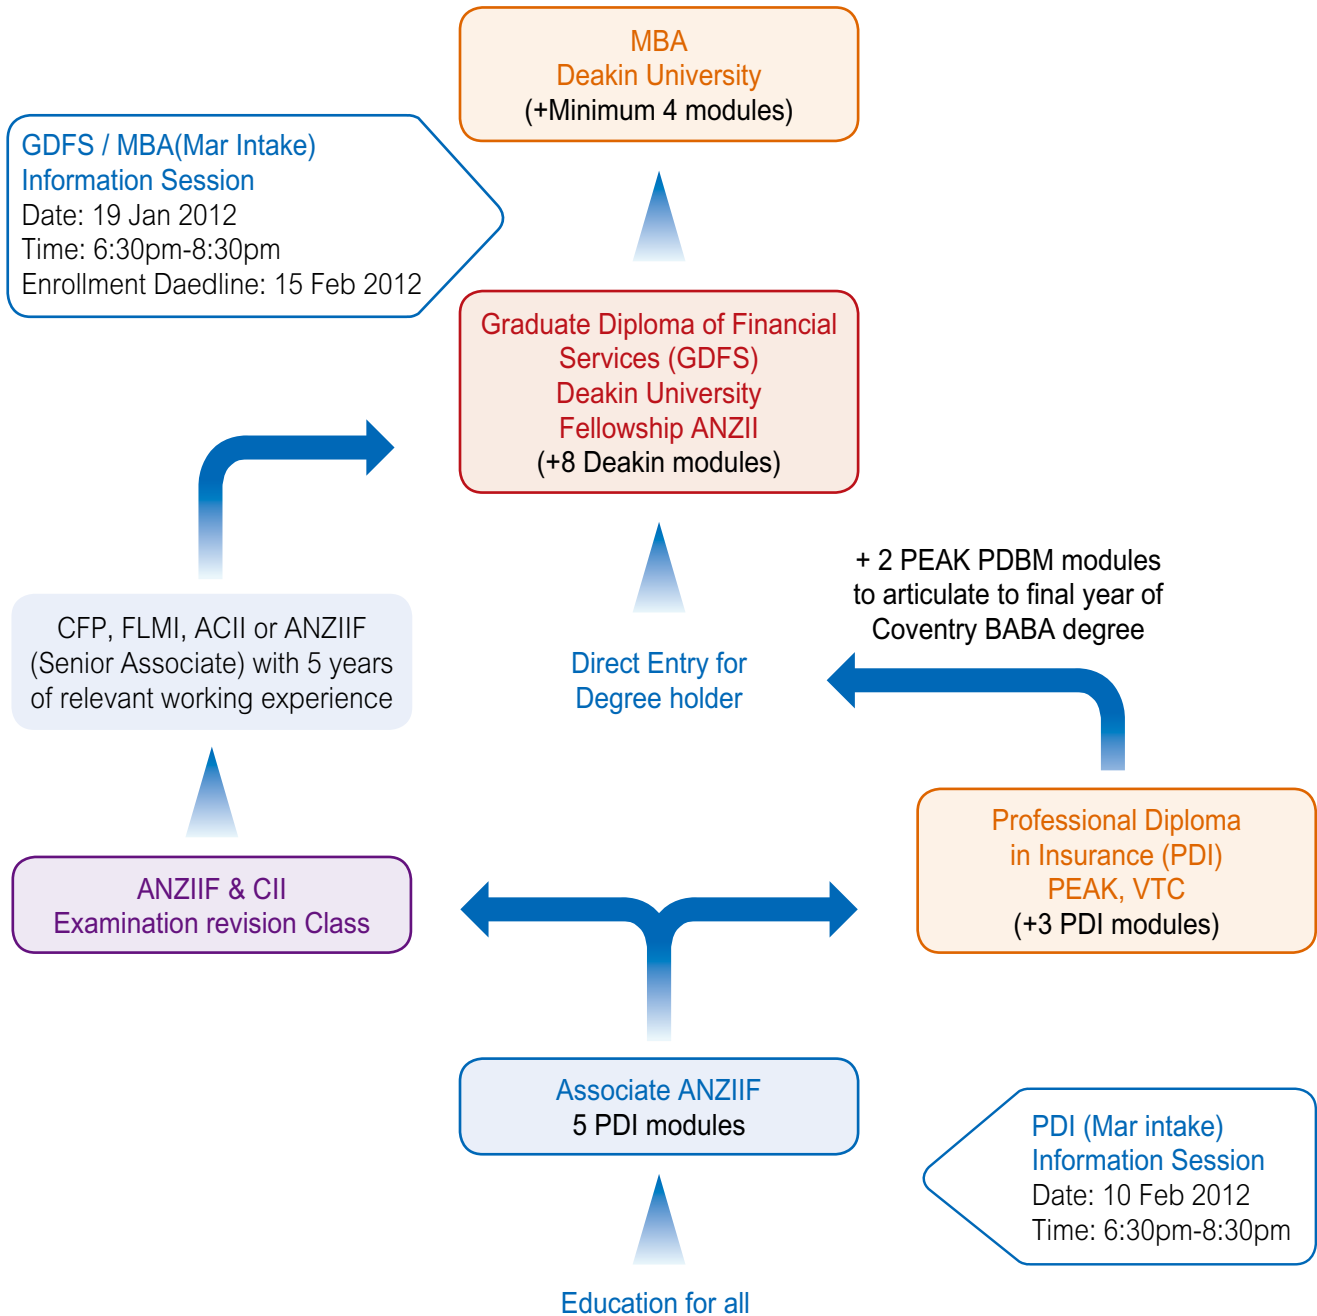 MBA
Deakin University
(+Minimum 4 modules)
GDFS / MBA(Mar Intake)
Information Session
Date: 19 Jan 2012
Time: 6:30pm-8:30pm
Enrollment Daedline: 15 Feb 2012
Graduate Diploma of Financial
Services (GDFS)
Deakin University
Fellowship ANZII
(+8 Deakin modules)
+ 2 PEAK PDBM modules
to articulate to final year of
Coventry BABA degree
CFP, FLMI, ACII or ANZIIF
(Senior Associate) with 5 years
of relevant working experience
Direct Entry for
Degree holder
Professional Diploma
in Insurance (PDI)
PEAK, VTC
(+3 PDI modules)
ANZIIF & CII
Examination revision Class
Associate ANZIIF
5 PDI modules
PDI (Mar intake)
Information Session
Date: 10 Feb 2012
Time: 6:30pm-8:30pm
Education for all